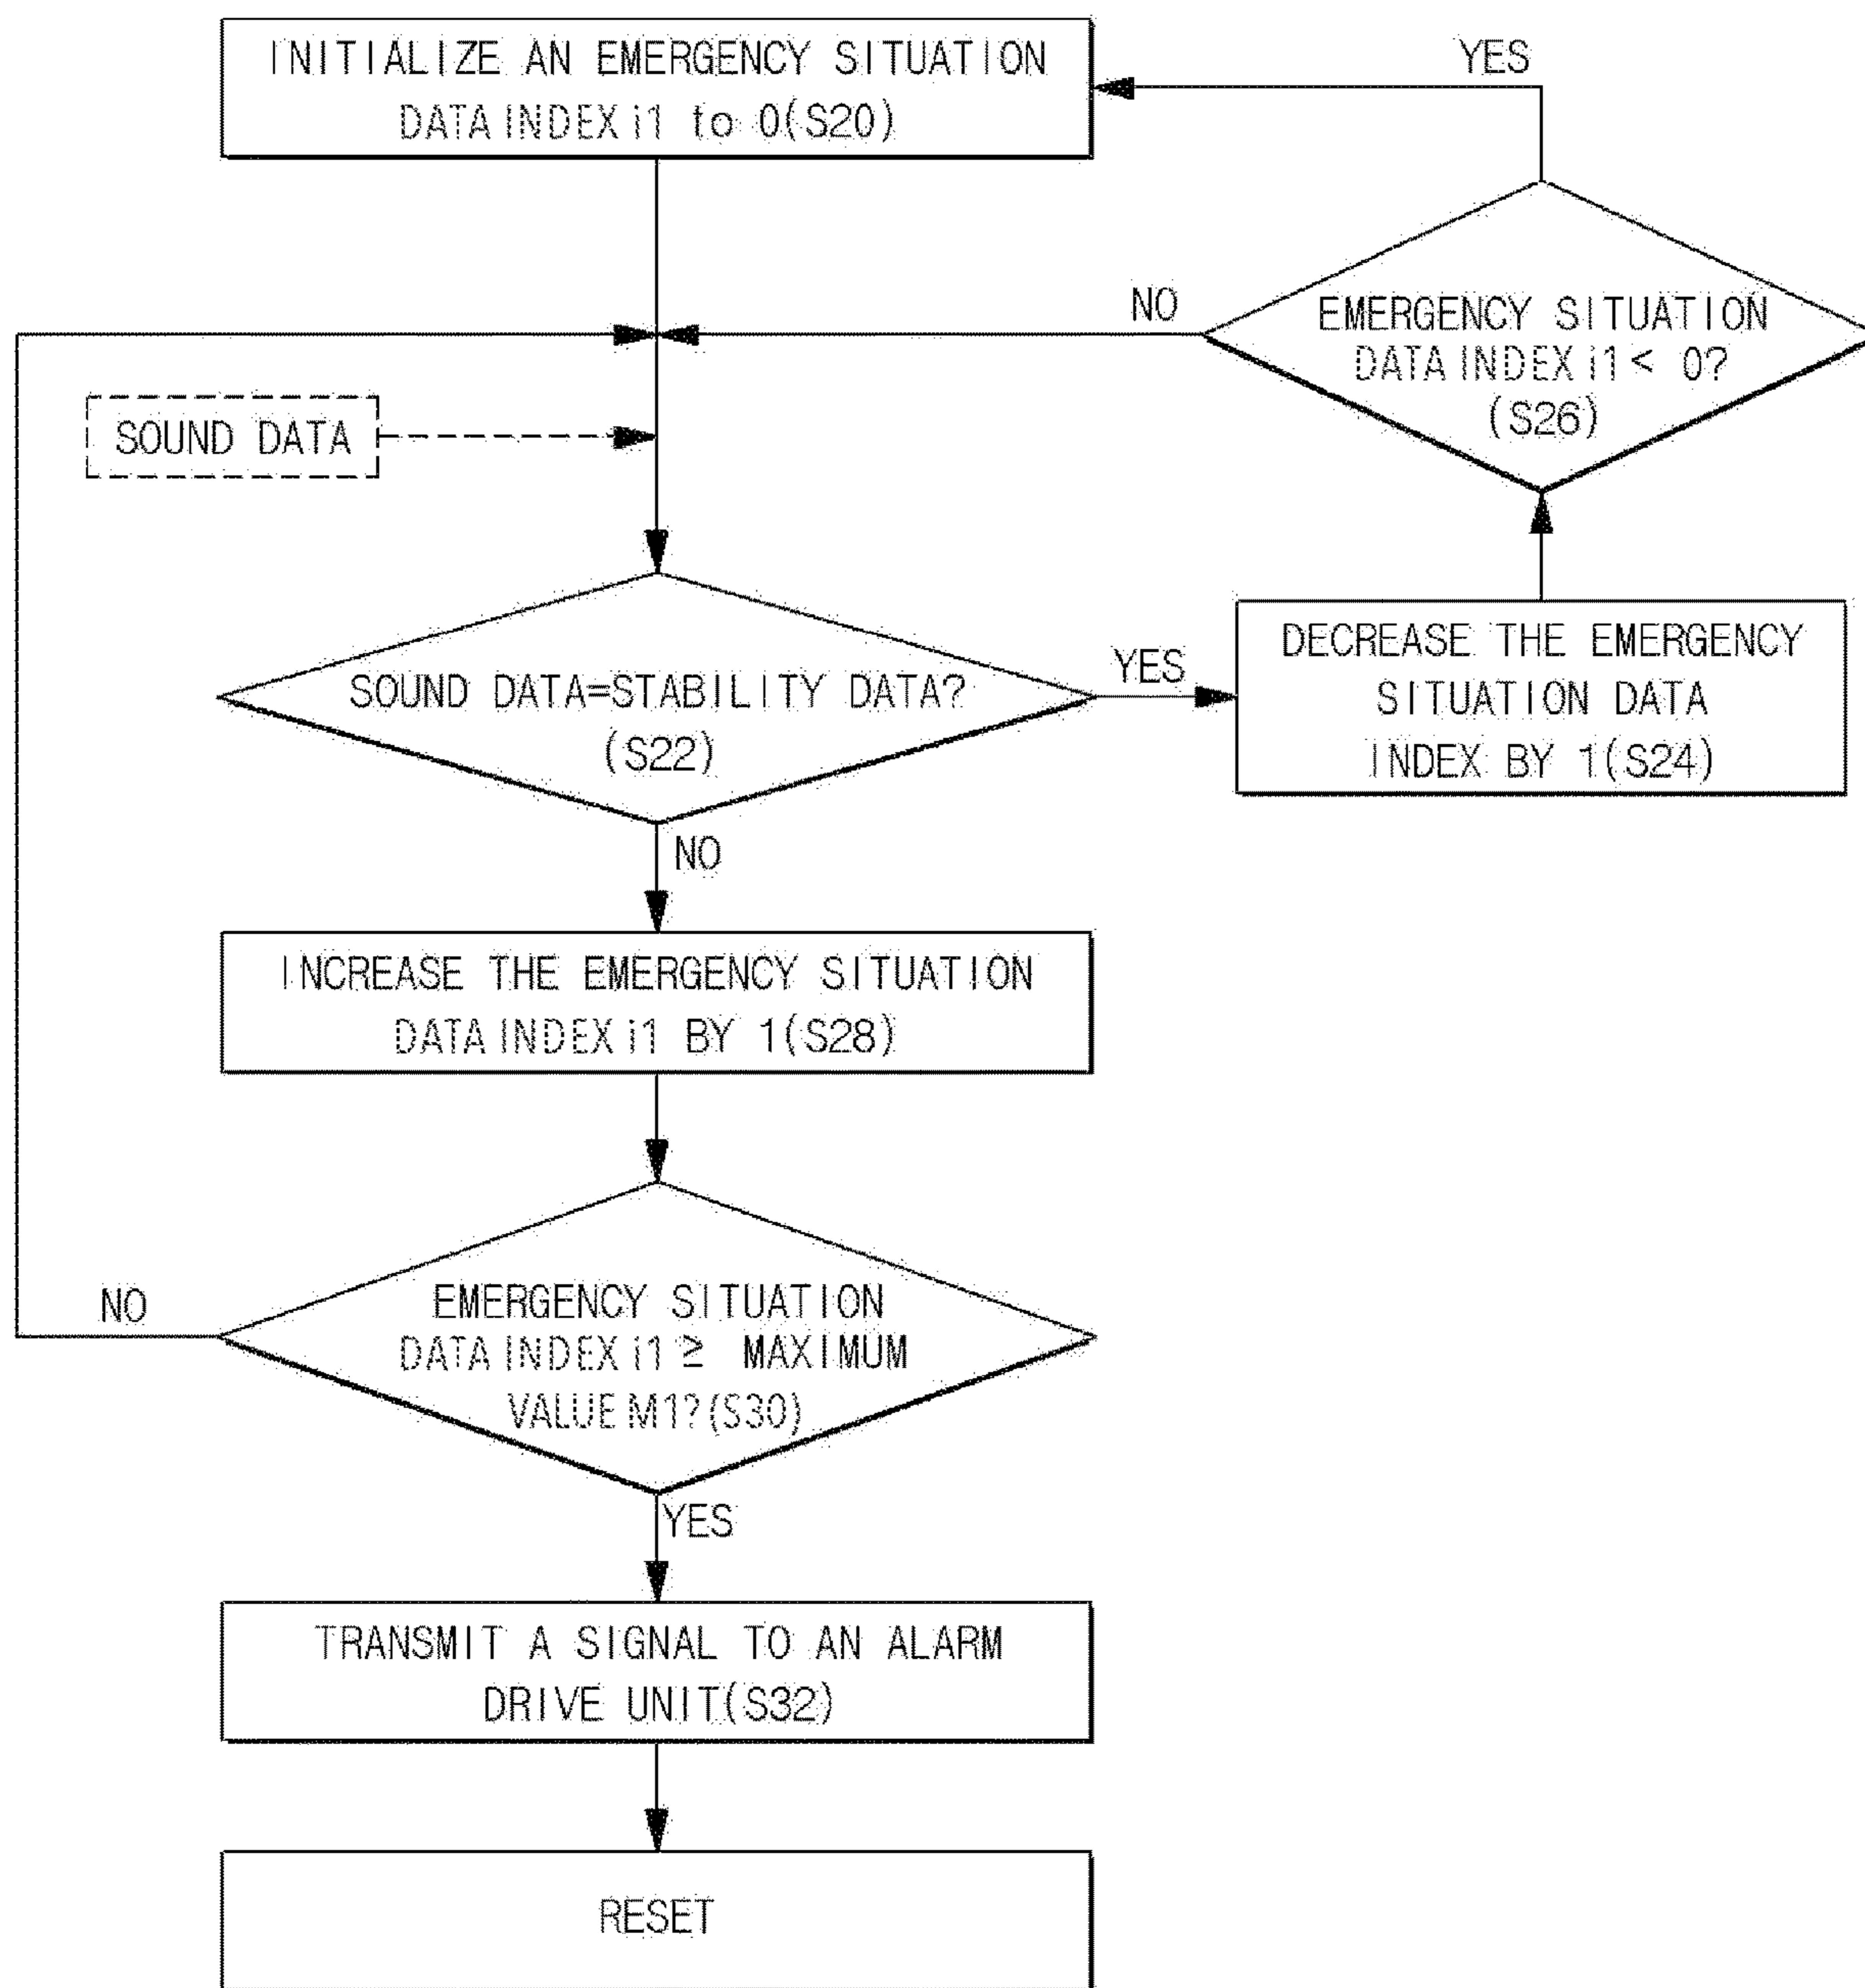 INITIALIZE AN EMERGENCY SITUATION
DATA INDEX i1 to 0(S20)
YES
NO
EMERGENCY SITUATION
DATA INDEX i1 < 0?
(S26)
SOUND DATA
SOUND DATA=STABILITY DATA?
(S22)
YES
DECREASE THE EMERGENCY
SITUATION DATA
INDEX BY 1(S24)
NO
INCREASE THE EMERGENCY SITUATION
DATA INDEX i1 BY 1(S28)
NO
EMERGENCY SITUATION
DATA INDEX i1 ≥ MAXIMUM
VALUE M1?(S30)
YES
TRANSMIT A SIGNAL TO AN ALARM
DRIVE UNIT(S32)
RESET